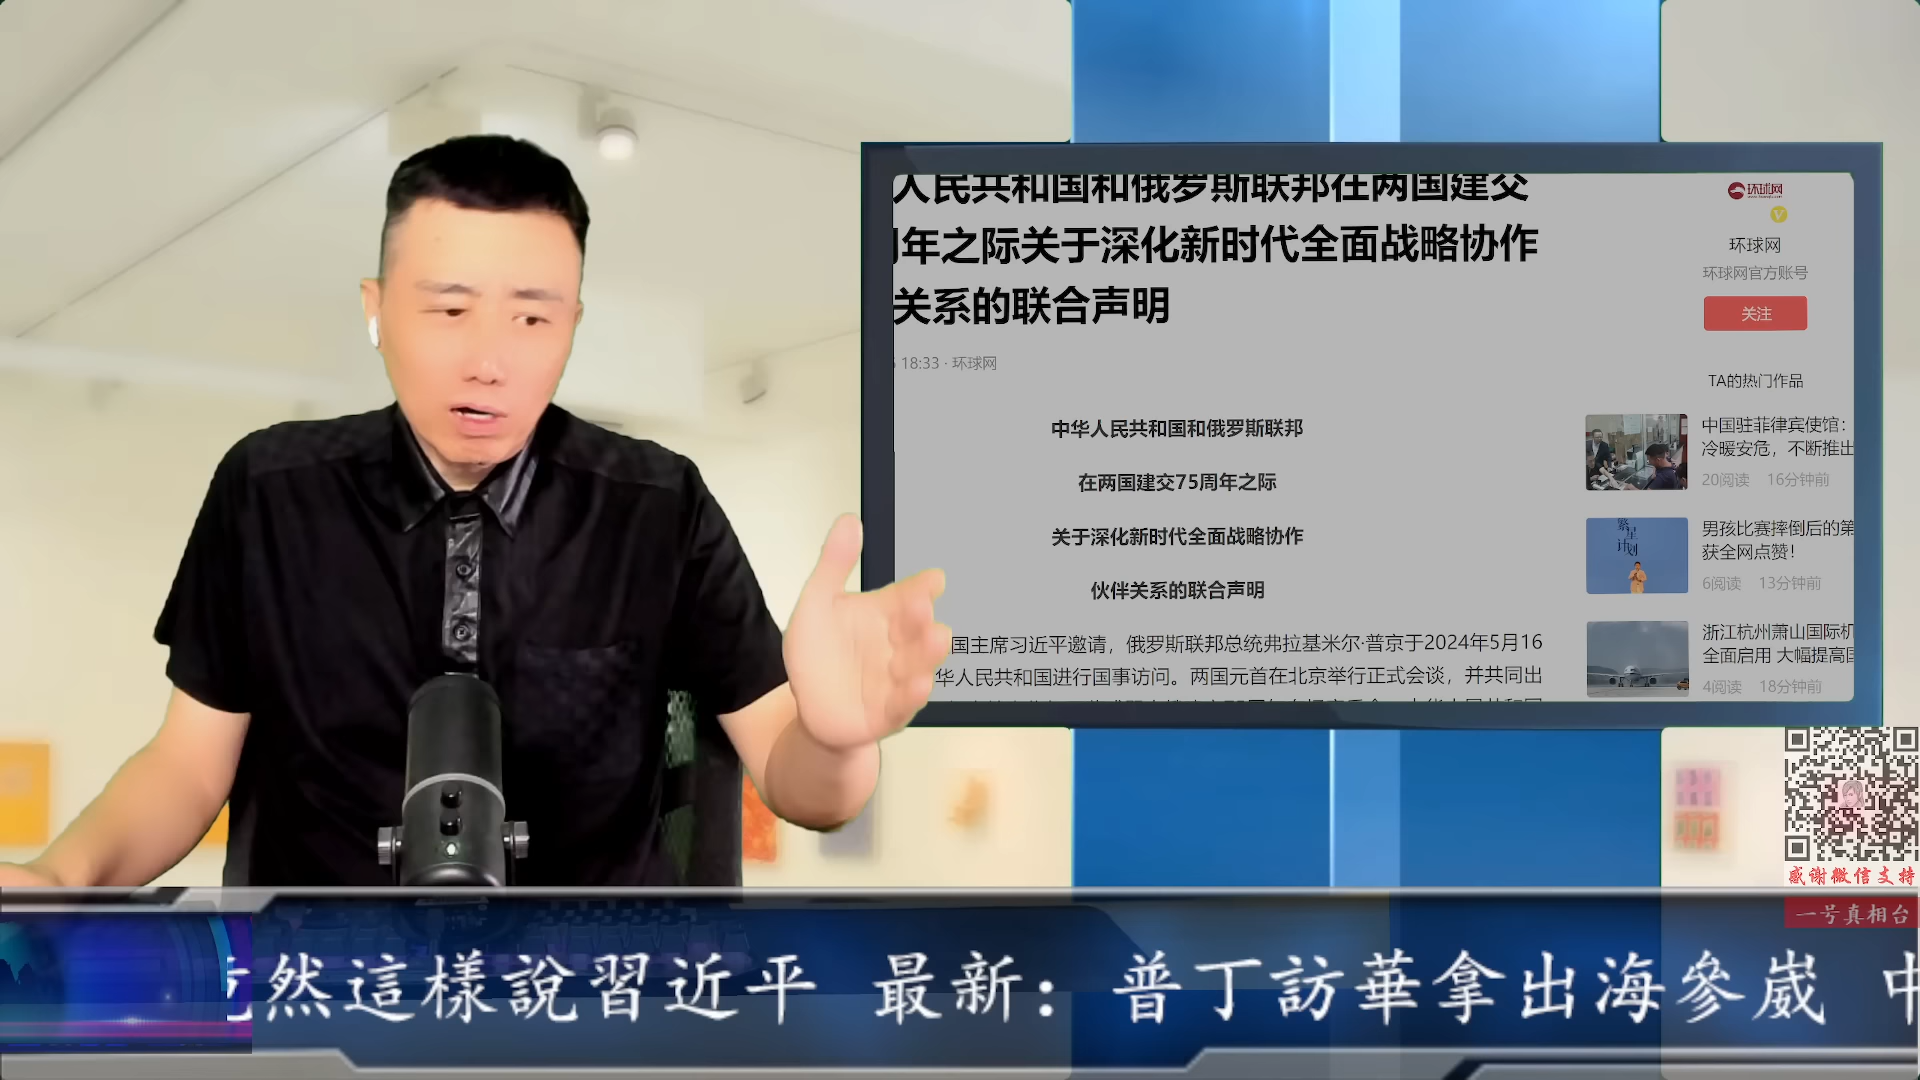 人民共和国和俄罗斯联邦在两国建交
年之际关于深化新时代全面战略协作
关系的联合声明
18:33 · 环球网
中华人民共和国和俄罗斯联邦
在两国建交75周年之际
关于深化新时代全面战略协作
伙伴关系的联合声明
国主席习近平邀请，俄罗斯联邦总统弗拉基米尔·普京于2024年5月16
华人民共和国进行国事访问。两国元首在北京举行正式会谈，并共同出
环球网
环球网
环球网官方账号
关注
TA的热门作品
中国驻菲律宾使馆：
冷暖安危，不断推出
20阅读 16分钟前
繁星计划
男孩比赛摔倒后的第
获全网点赞！
6阅读 13分钟前
浙江杭州萧山国际机
全面启用 大幅提高
4阅读 18分钟前
感谢微信支持
一号真相台
然這樣說習近平 最新：普丁訪華拿出海參崴